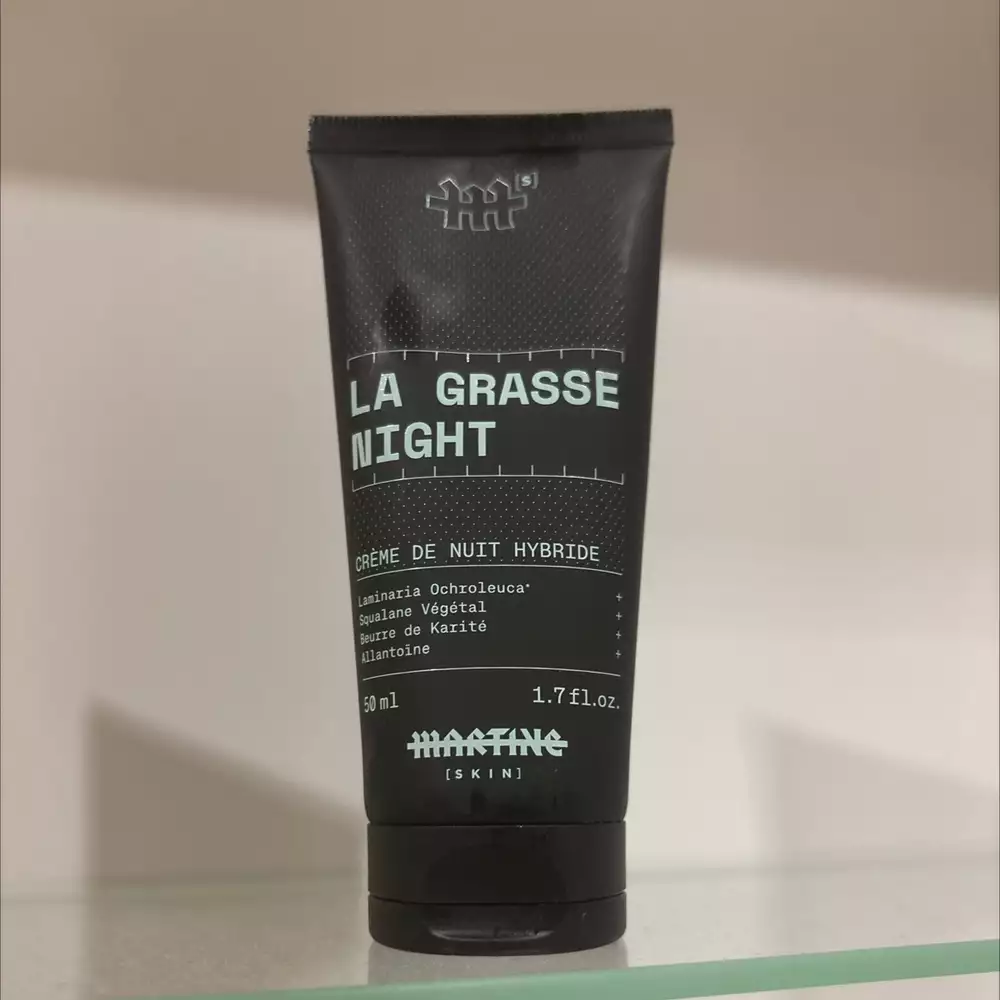 [S]
LA GRASSE
NIGHT
CRÈME DE NUIT HYBRIDE
Laminaria Ochroleuca* +
Squalane Végétal +
Beurre de Karité +
Allantoïne +
50 ml 1.7 fl.oz.
MARTINE
[SKIN]